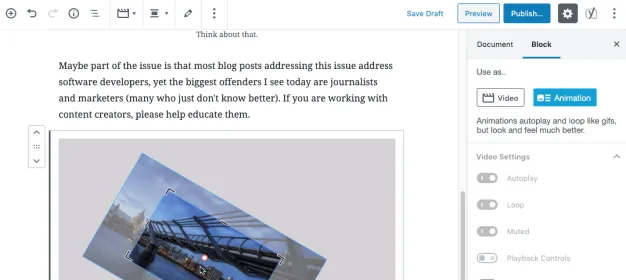 Save Draft
Preview
Publish...
Think about that.
Maybe part of the issue is that most blog posts addressing this issue address
software developers, yet the biggest offenders I see today are journalists
and marketers (many who just don't know better). If you are working with
content creators, please help educate them.
Document
Block
Use as..
Video
Animation
Animations autoplay and loop like gifs,
but look and feel much better.
Video Settings
Autoplay
Loop
Muted
Playback Controls